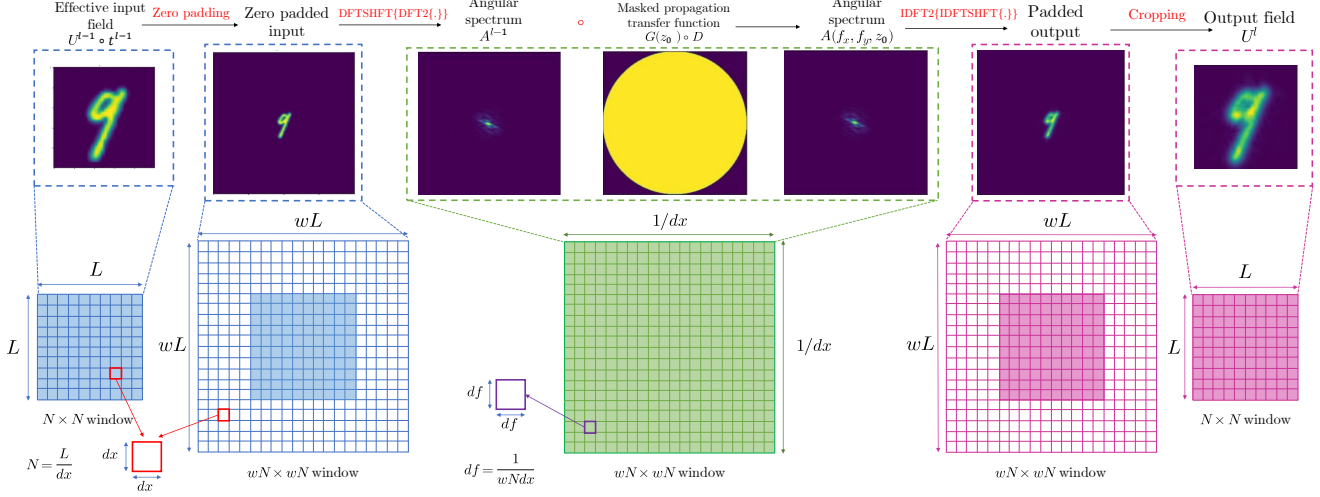 Effective input
field
U^{l−1} ∘ t^{l−1}
Zero padding
Zero padded
input
DFTSHFT{DFT2{.}}
Angular
spectrum
A^{l−1}
∘
Masked propagation
transfer function
G(z₀) ∘ D
Angular
spectrum
A(f_x, f_y, z₀)
IDFT2{IDFTSHFT{.}}
Padded
output
Cropping
Output field
U^l
wL
1/dx
wL
L
L
L
wL
1/dx
wL
L
N × N window
N = L/dx
dx
dx
wN × wN window
df
df
df = 1/wNdx
wN × wN window
wN × wN window
N × N window